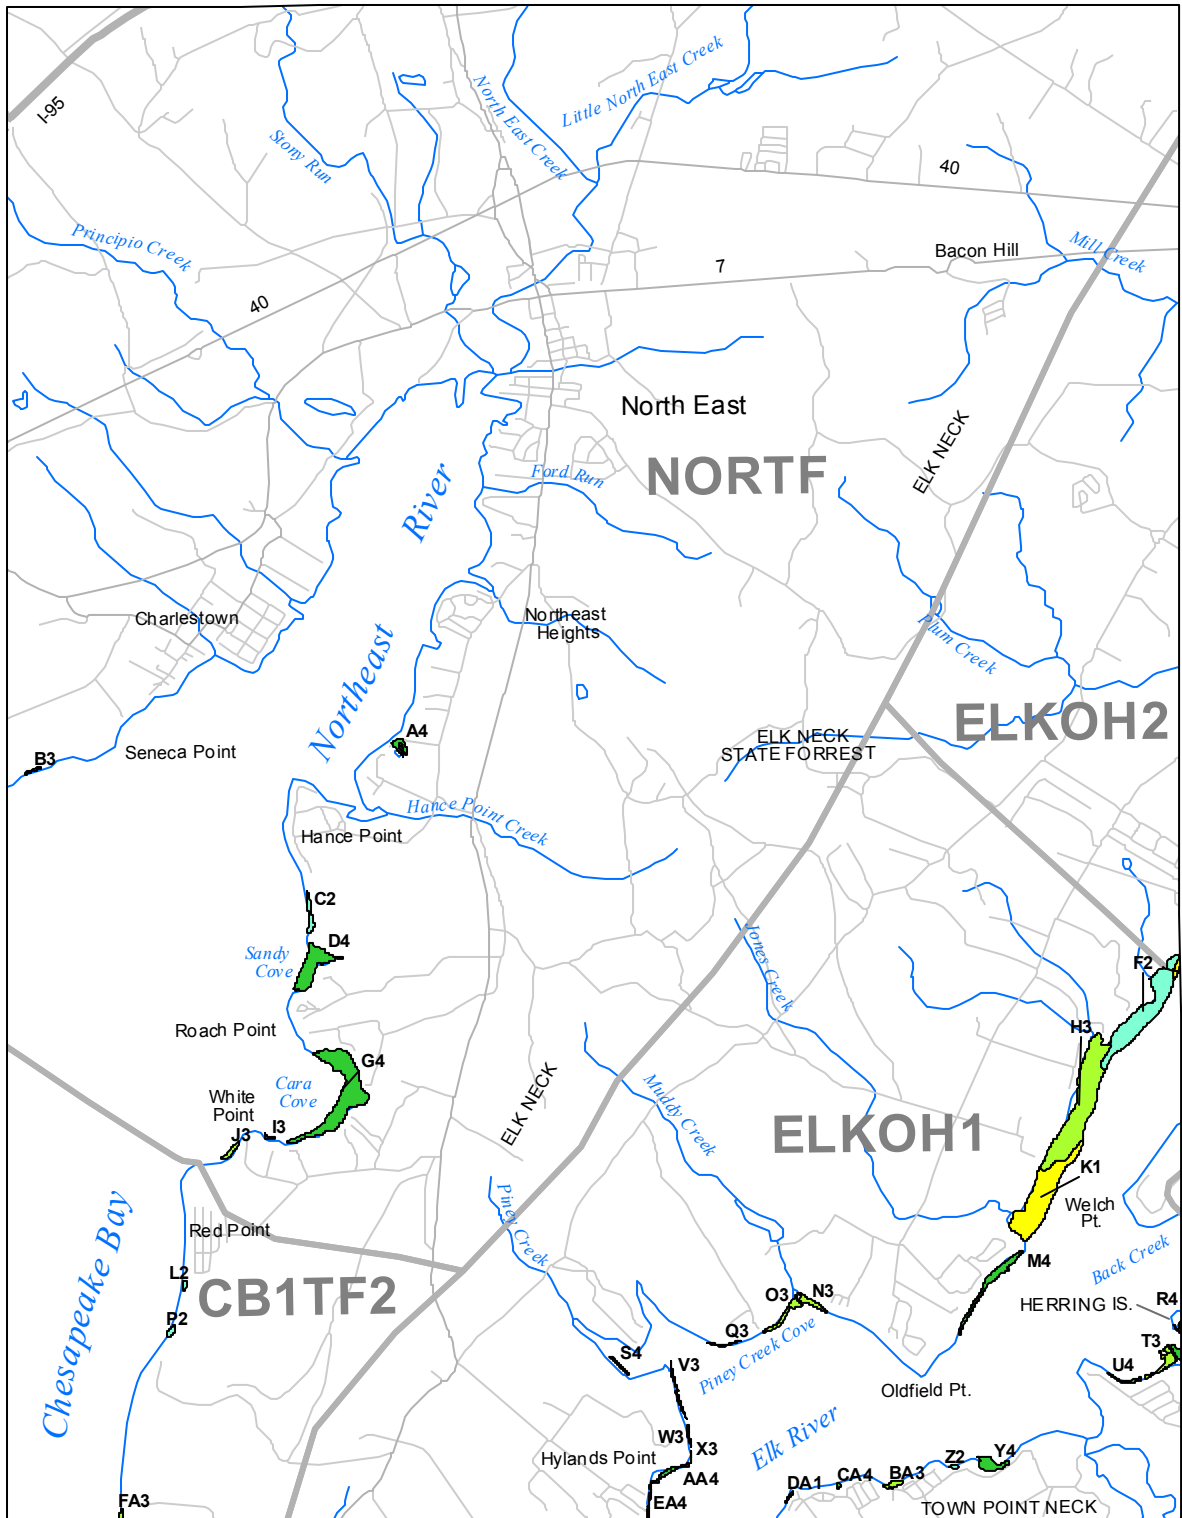 I-95
Stony Run
North East Creek
Little North East Creek
40
Principio Creek
Bacon Hill
Mill Creek
7
40
North East
NORTF
ELK NECK
Ford Run
River
Northeast
Charlestown
Northeast
Heights
Plum Creek
ELKOH2
A4
ELK NECK
STATE FORREST
B3
Seneca Point
Hance Point Creek
Hance Point
C2
D4
Sandy
Cove
Jones Creek
F2
Roach Point
H3
G4
Cara
Cove
White
Point
ELK NECK
Muddy Creek
ELKOH1
I3
J3
K1
Welch
Pt.
Piney Creek
Red Point
Chesapeake Bay
Back Creek
M4
L2
CB1TF2
HERRING IS.
R4
O3
N3
P2
Q3
T3
S4
V3
U4
Piney Creek Cove
Oldfield Pt.
Elk River
W3
X3
Hylands Point
Z2
Y4
AA4
DA1
CA4
BA3
FA3
EA4
TOWN POINT NECK